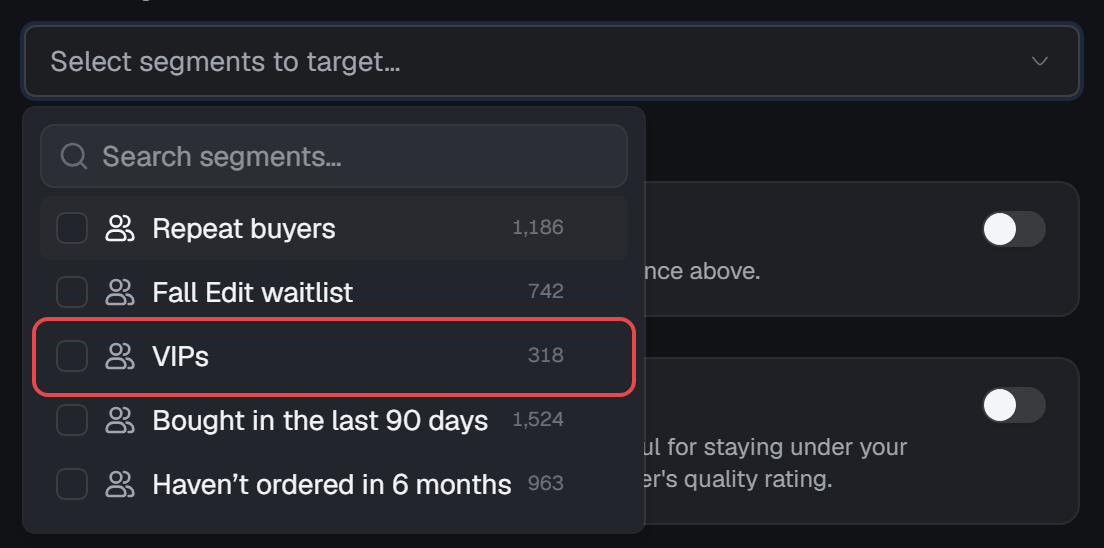 Select segments to target...
Search segments...
Repeat buyers 1,186
Fall Edit waitlist 742
nce above.
VIPs 318
Bought in the last 90 days 1,524
ul for staying under your
Haven’t ordered in 6 months 963
er's quality rating.